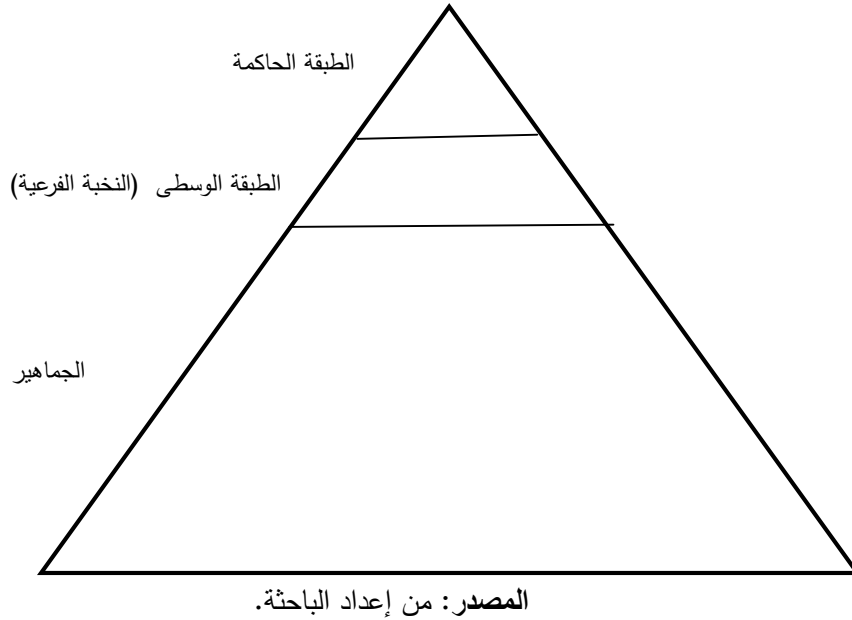 الطبقة الحاكمة
الطبقة الوسطى (النخبة الفرعية)
الجماهير
المصدر: من إعداد الباحثة.